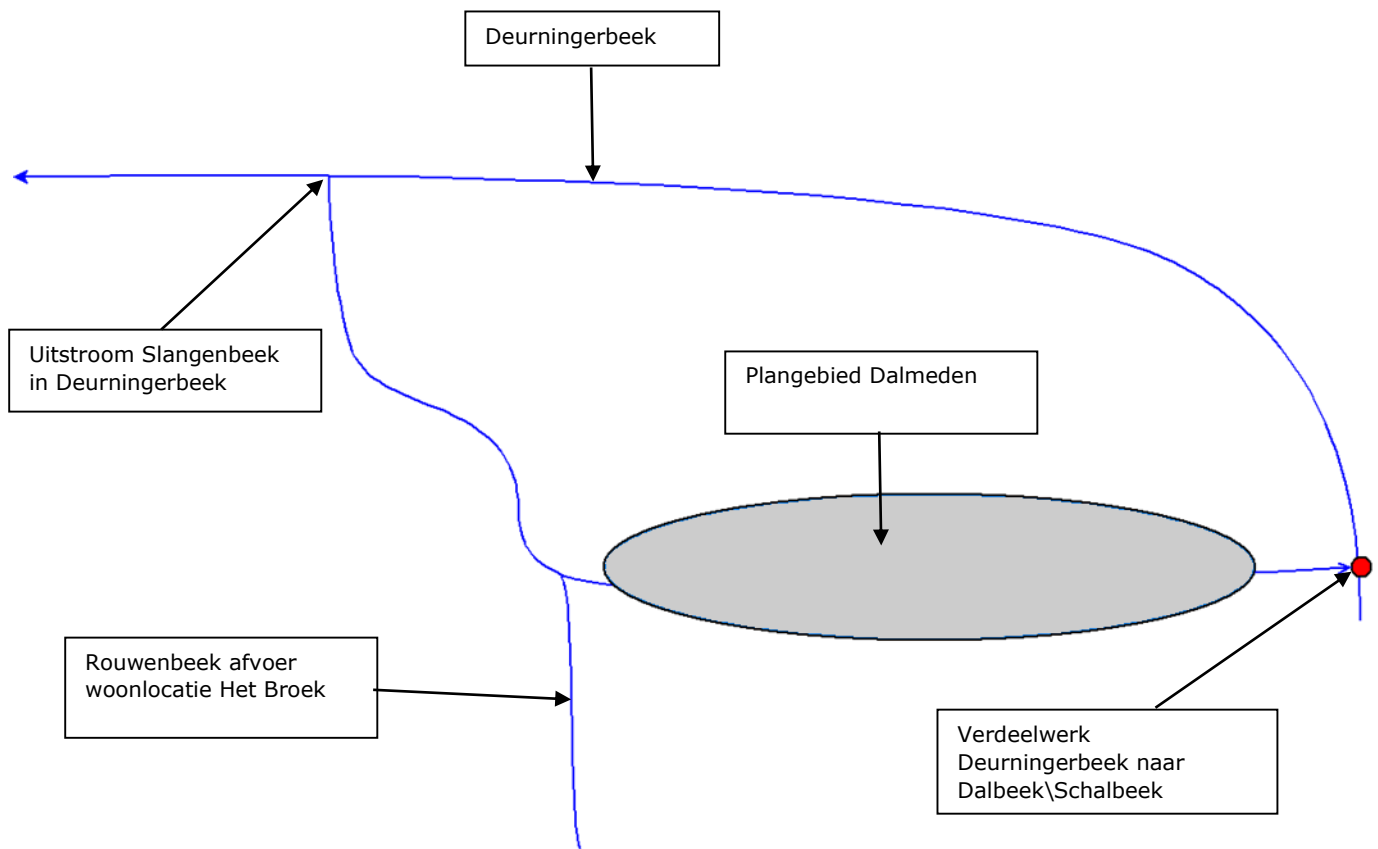 Deurningerbeek
Uitstroom Slangenbeek
in Deurningerbeek
Plangebied Dalmeden
Rouwenbeek afvoer
woonlocatie Het Broek
Verdeelwerk
Deurningerbeek naar
Dalbeek\Schalbeek